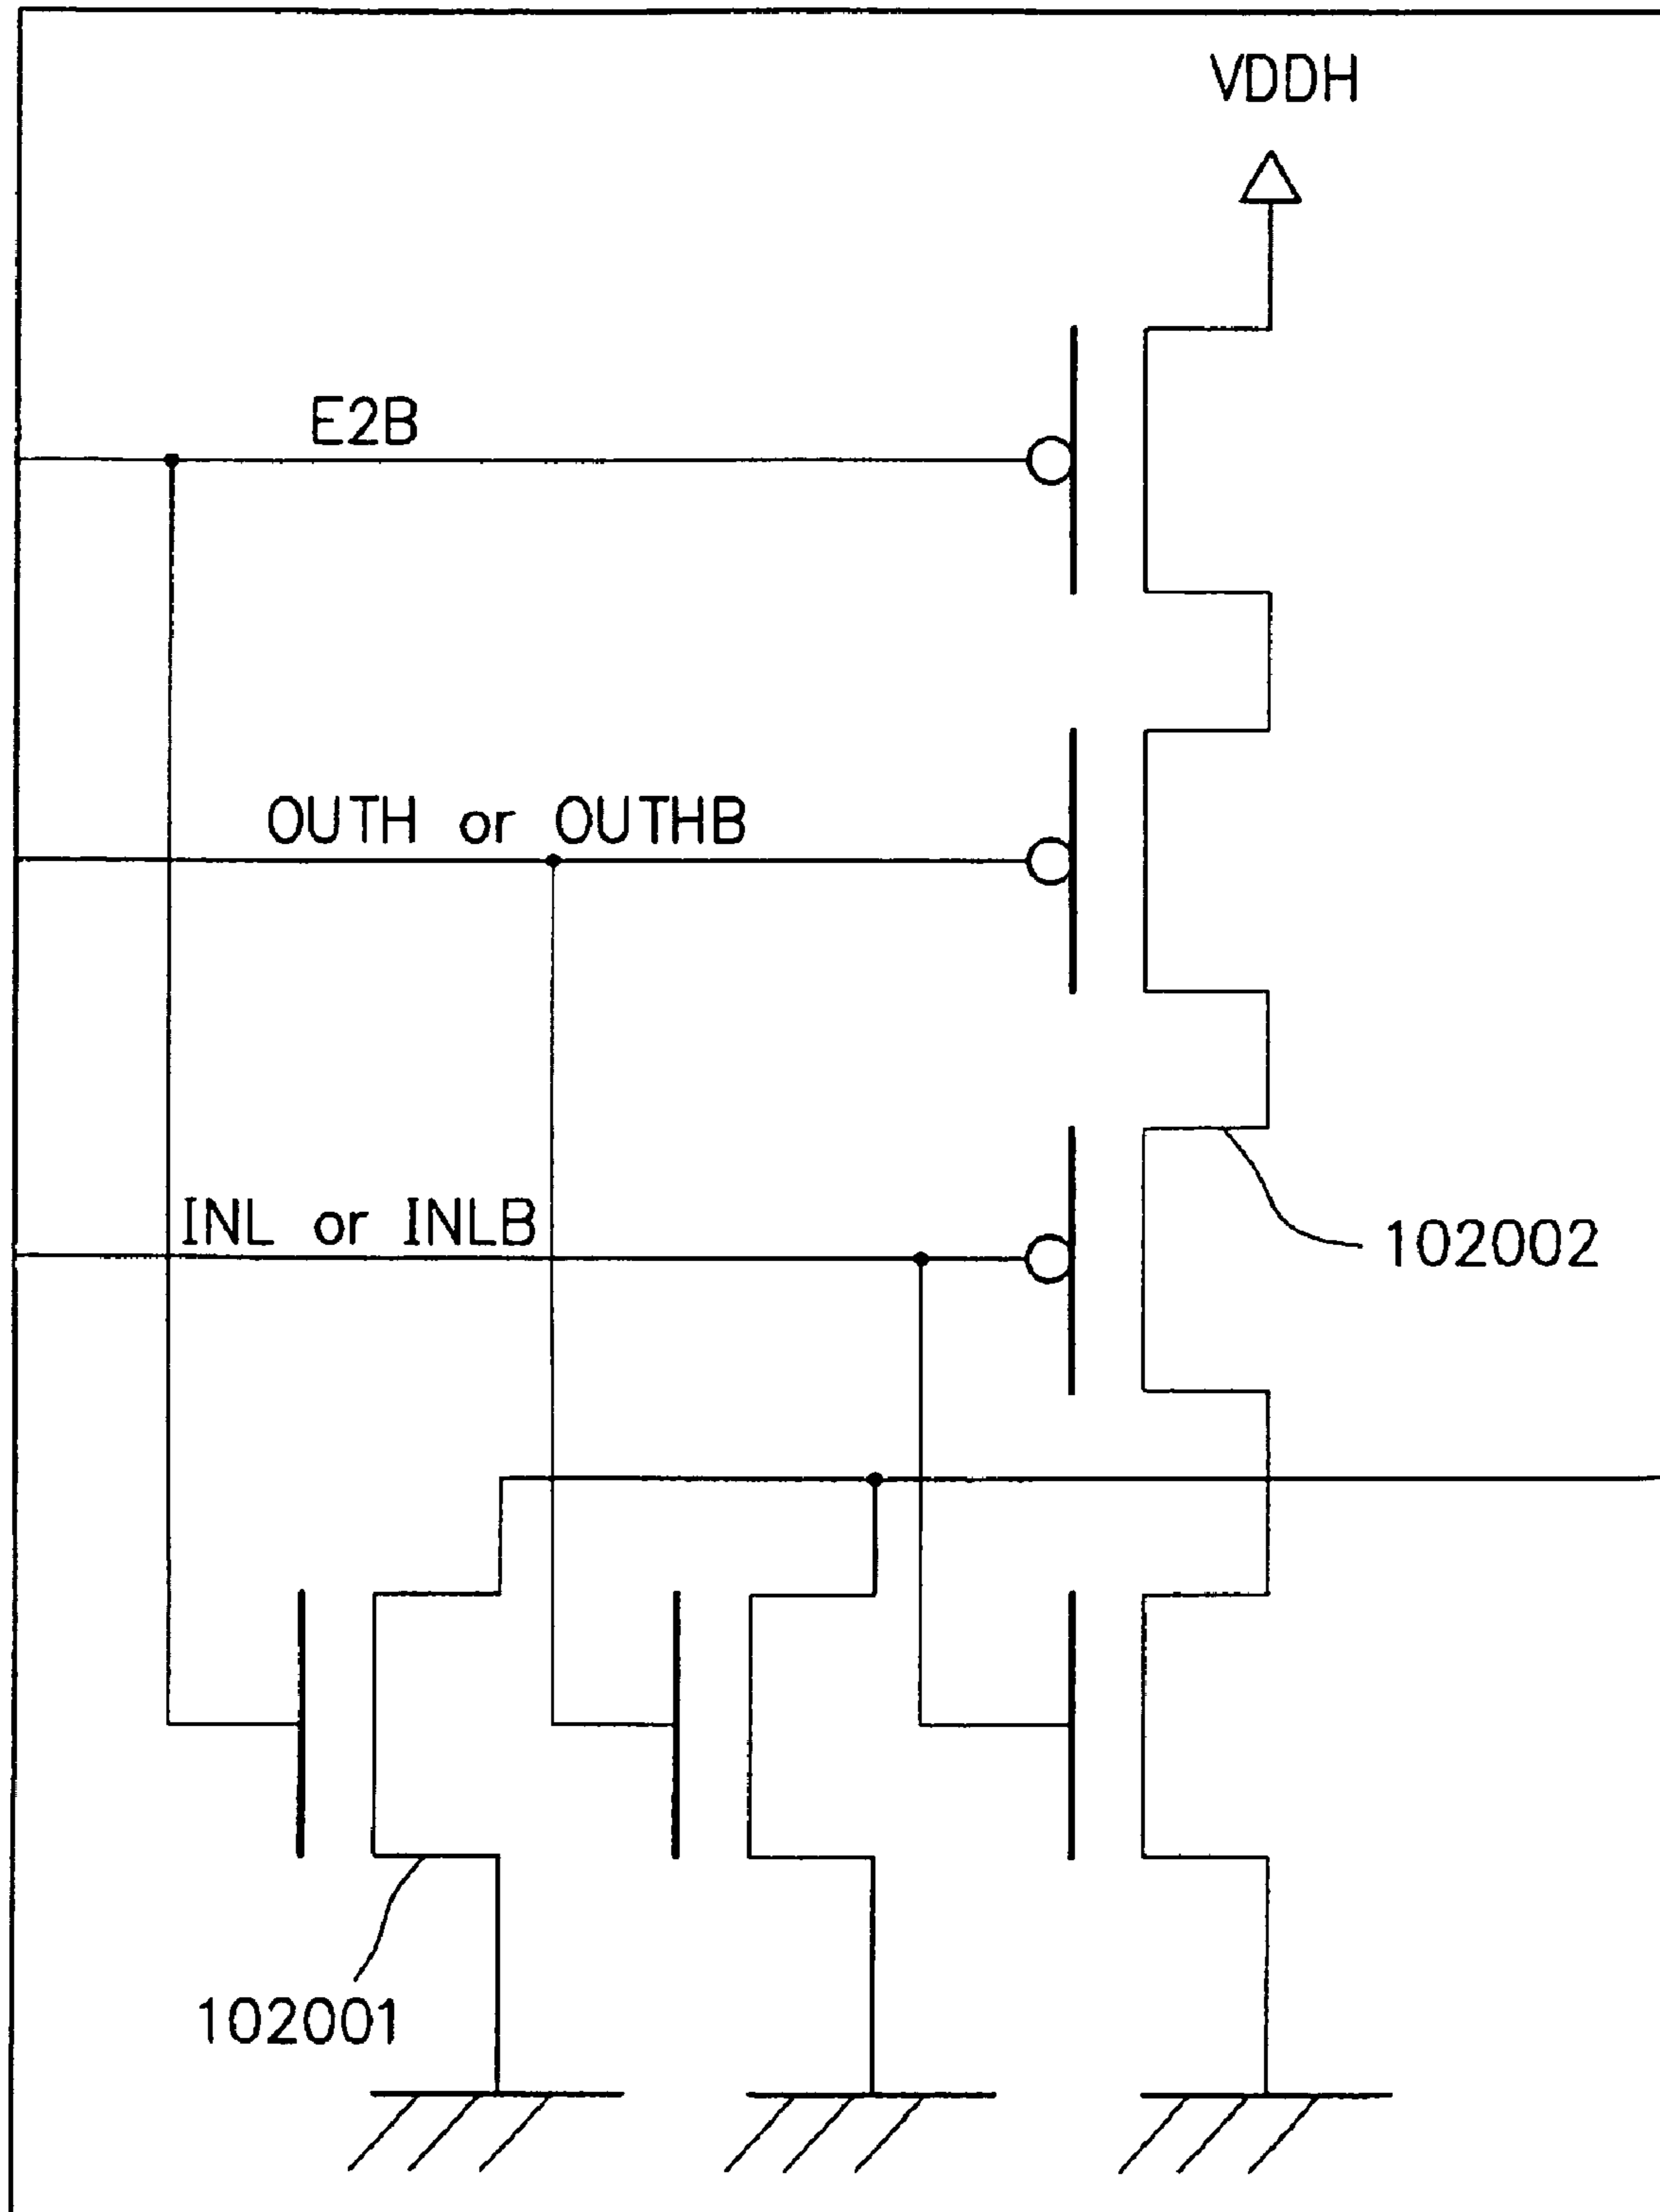 VDDH
E2B
OUTH or OUTHB
INL or INLB
102002
102001